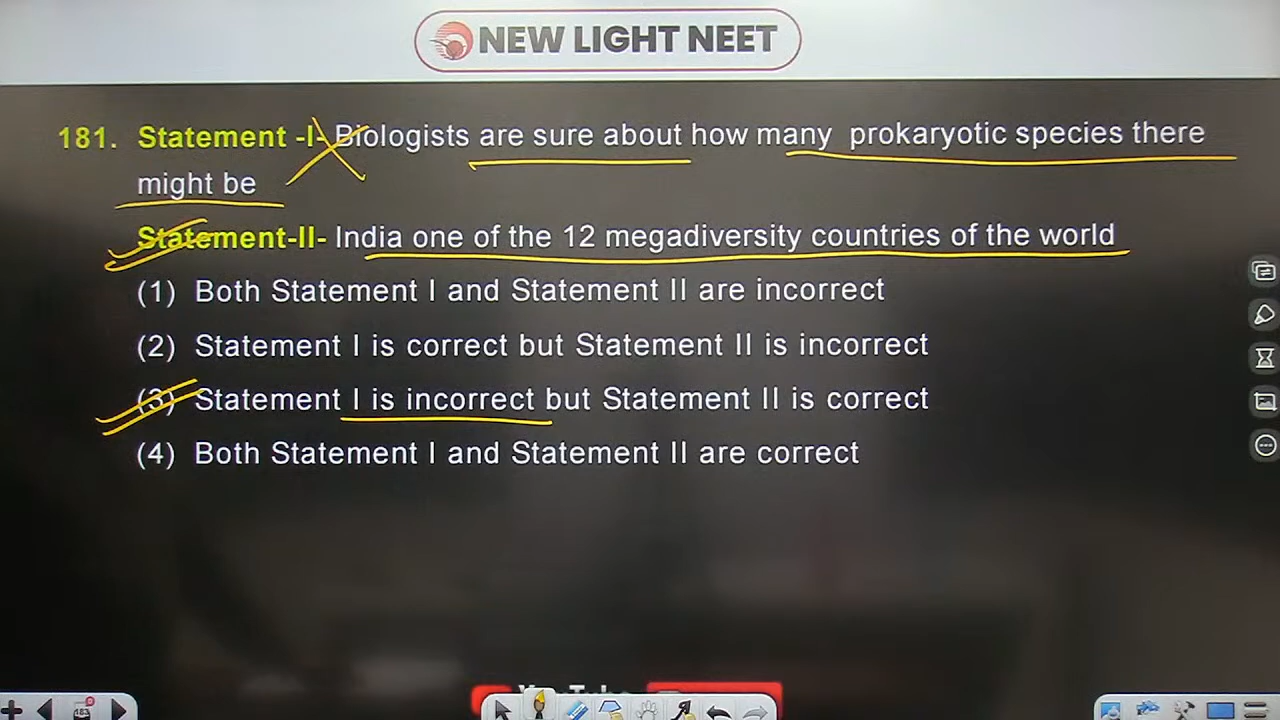 NEW LIGHT NEET
181. Statement -I- Biologists are sure about how many prokaryotic species there
might be
Statement-II- India one of the 12 megadiversity countries of the world
(1) Both Statement I and Statement II are incorrect
(2) Statement I is correct but Statement II is incorrect
(3) Statement I is incorrect but Statement II is correct
(4) Both Statement I and Statement II are correct
YouTube